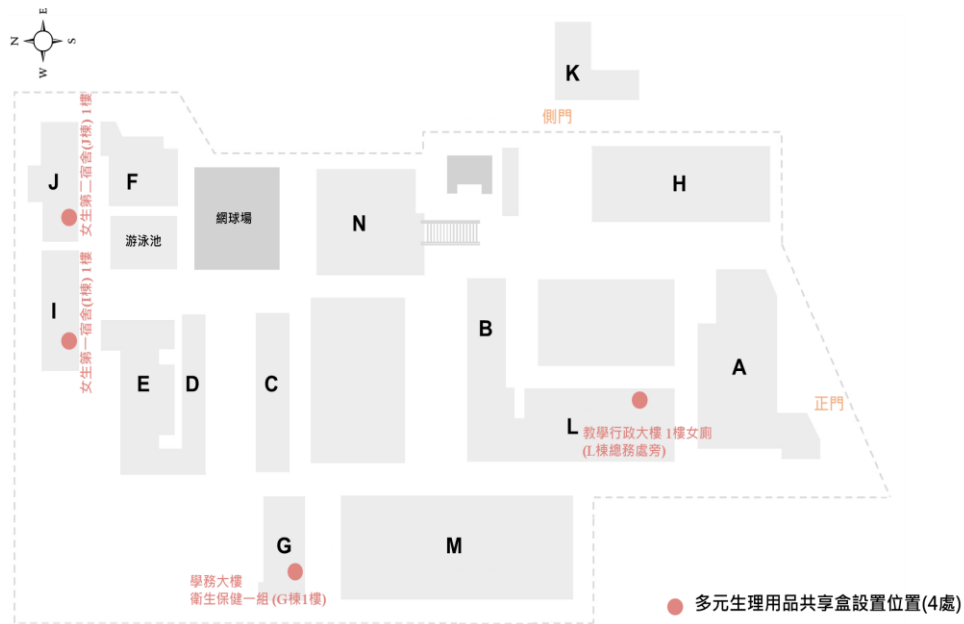 E
N
S
W
K
側門
女生第二宿舍(J棟) 1樓
J
F
H
網球場
N
游泳池
女生第一宿舍(I棟) 1樓
I
B
A
E
D
C
正門
L
教學行政大樓 1樓女廁
(L棟總務處旁)
G
M
學務大樓
衛生保健一組 (G棟1樓)
多元生理用品共享盒設置位置(4處)